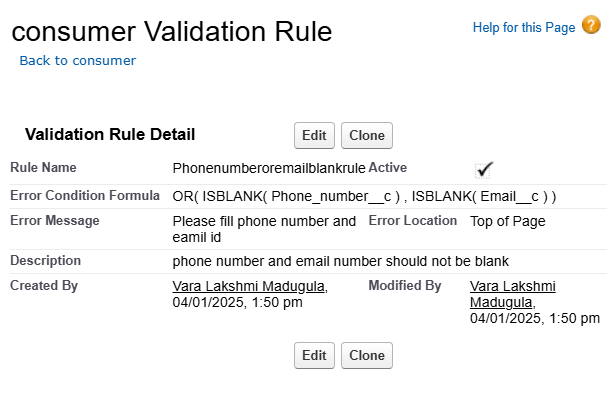 consumer Validation Rule
Help for this Page
Back to consumer
Validation Rule Detail
Edit Clone
Rule Name Phonenumberoremailblankrule Active
Error Condition Formula OR( ISBLANK( Phone_number__c ) , ISBLANK( Email__c ) )
Error Message Please fill phone number and Error Location Top of Page
eamil id
Description phone number and email number should not be blank
Created By Vara Lakshmi Madugula, Modified By Vara Lakshmi
04/01/2025, 1:50 pm Madugula,
04/01/2025, 1:50 pm
Edit Clone